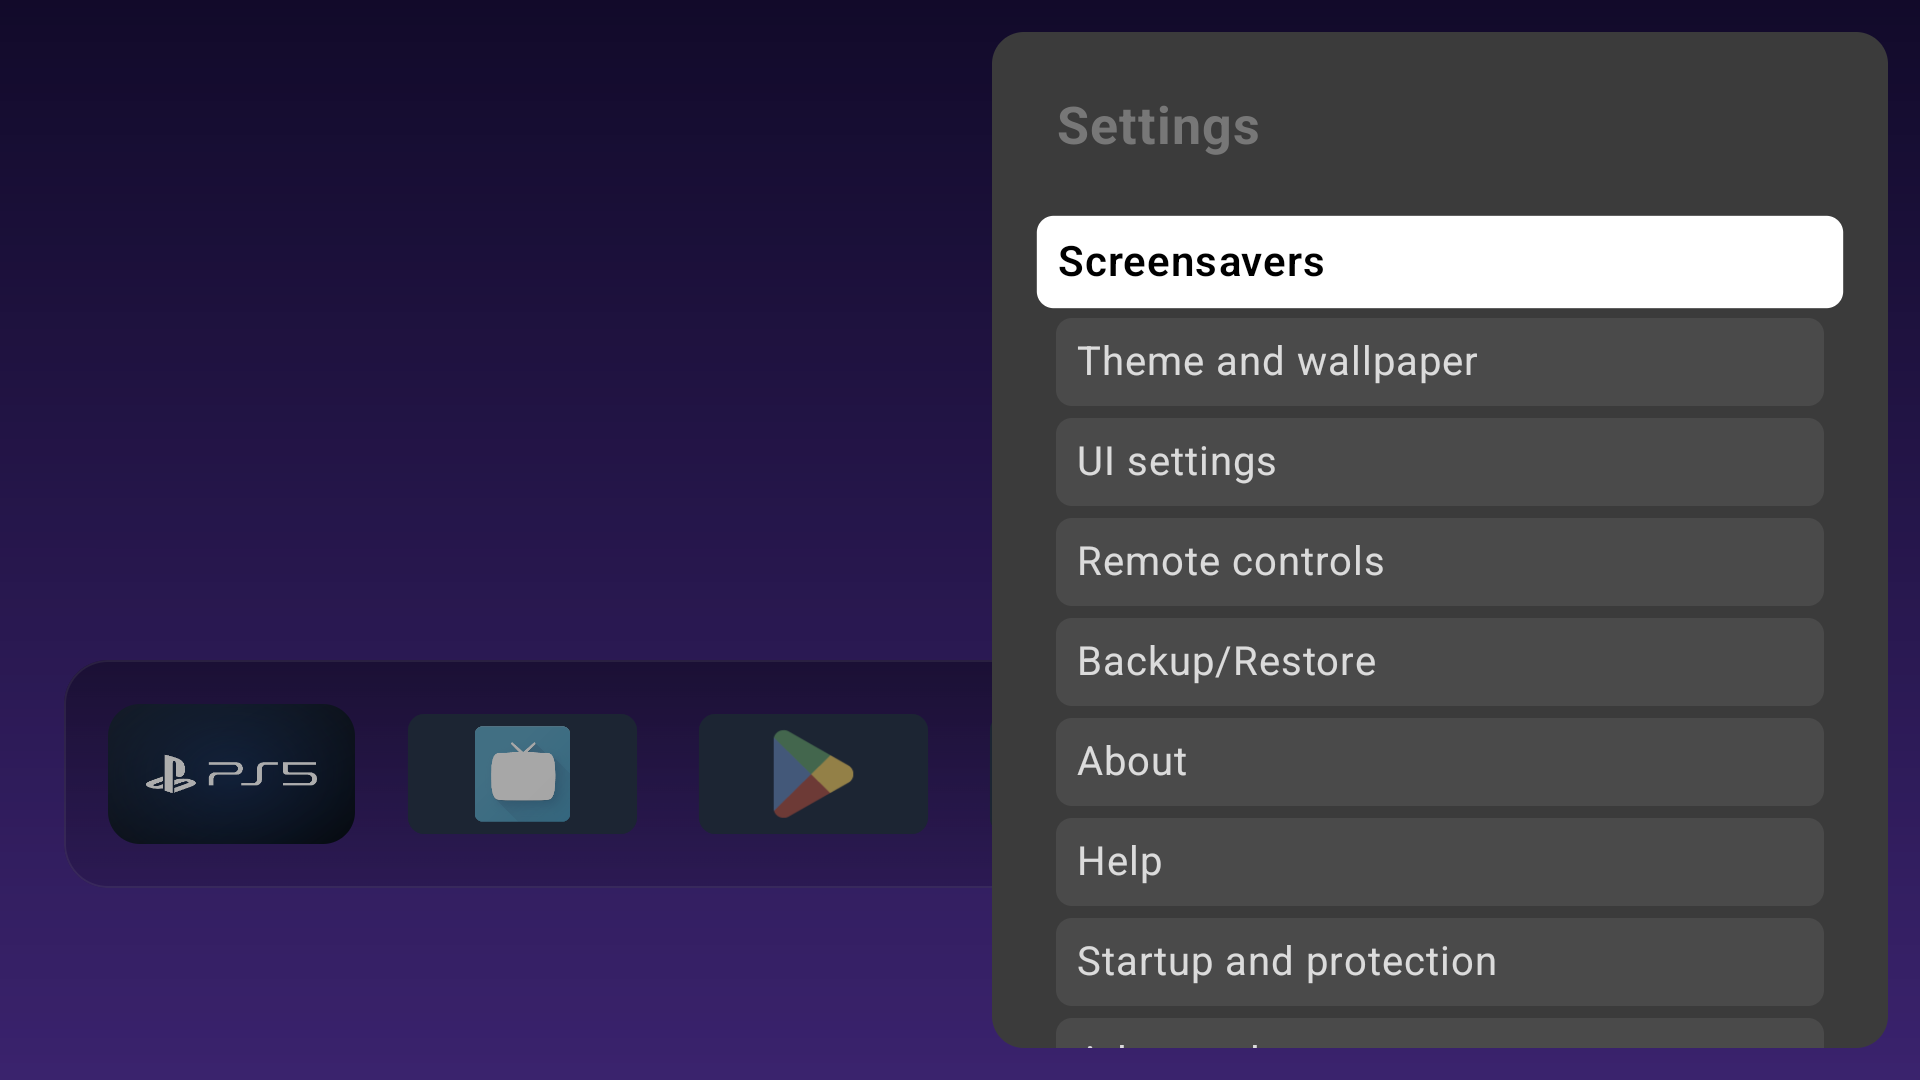 Settings
Screensavers
Theme and wallpaper
UI settings
Remote controls
Backup/Restore
About
Help
Startup and protection
PS5